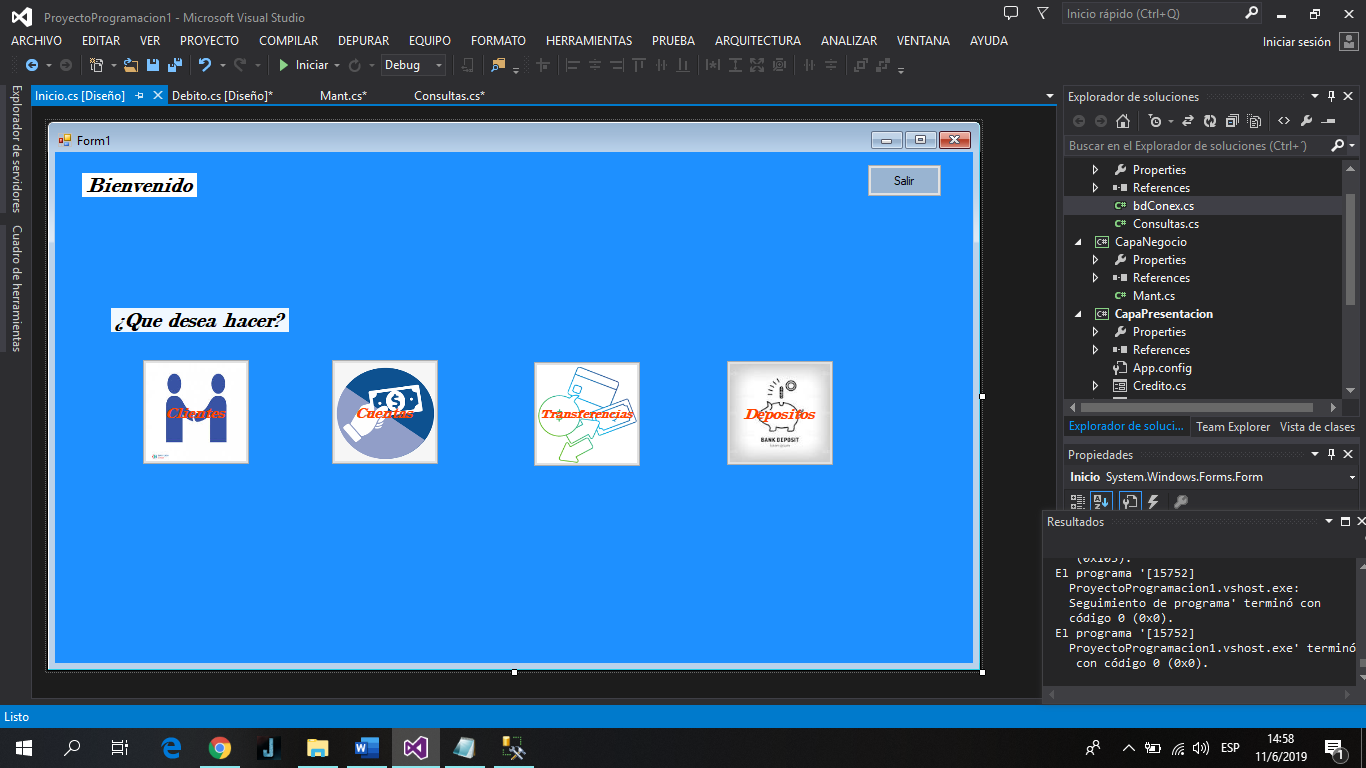 ProyectoProgramacion1 - Microsoft Visual Studio
Inicio rápido (Ctrl+Q)
ARCHIVO EDITAR VER PROYECTO COMPILAR DEPURAR EQUIPO FORMATO HERRAMIENTAS PRUEBA ARQUITECTURA ANALIZAR VENTANA AYUDA
Iniciar sesión
Iniciar
Debug
Explorador de servidores
Cuadro de herramientas
Inicio.cs [Diseño]
Debito.cs [Diseño]*
Mant.cs*
Consultas.cs*
Form1
Bienvenido
Salir
¿Que desea hacer?
Clientes
Cuentas
Transferencias
Depositos
BANK DEPOSIT
Explorador de soluciones
Buscar en el Explorador de soluciones (Ctrl+´)
Properties
References
bdConex.cs
Consultas.cs
CapaNegocio
Properties
References
Mant.cs
CapaPresentacion
Properties
References
App.config
Credito.cs
Explorador de soluci...
Team Explorer
Vista de clases
Propiedades
Inicio System.Windows.Forms.Form
Resultados
(0x103).
El programa '[15752]
ProyectoProgramacion1.vshost.exe:
Seguimiento de programa' terminó con
código 0 (0x0).
El programa '[15752]
ProyectoProgramacion1.vshost.exe' terminó
con código 0 (0x0).
Listo
ESP
14:58
11/6/2019
1